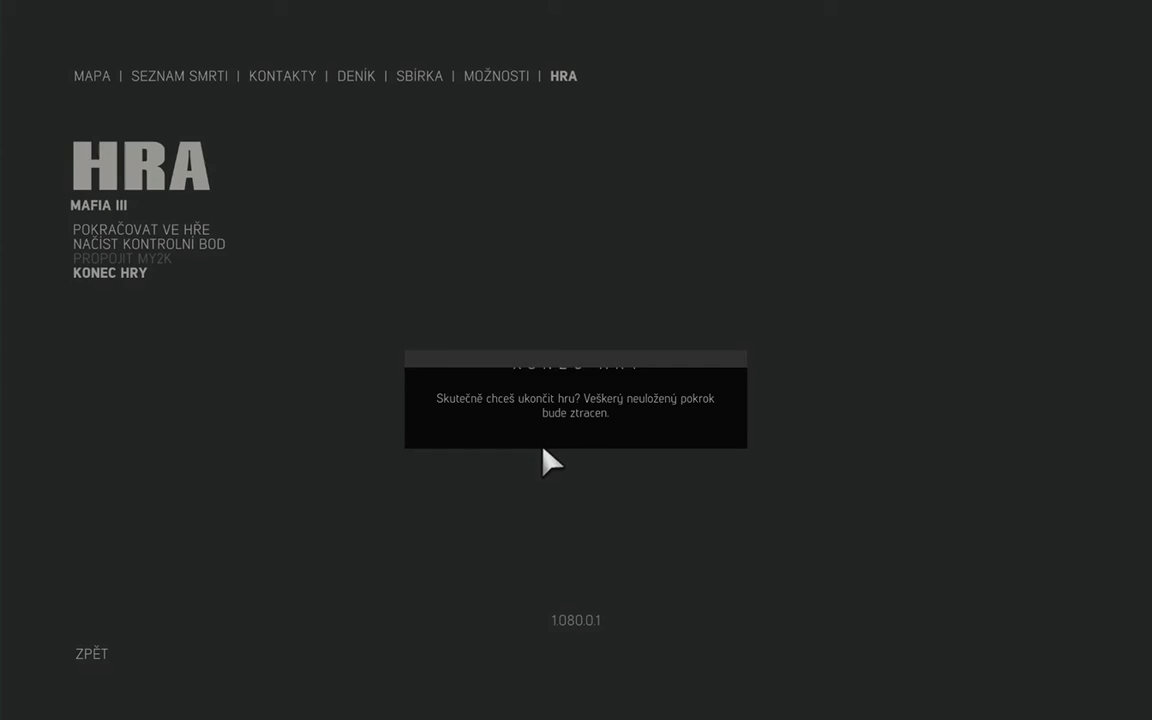 MAPA | SEZNAM SMRTI | KONTAKTY | DENÍK | SBÍRKA | MOŽNOSTI | HRA
HRA
MAFIA III
POKRAČOVAT VE HŘE
NAČÍST KONTROLNÍ BOD
PROPOJIT MY2K
KONEC HRY
Skutečně chceš ukončit hru? Veškerý neuložený pokrok
bude ztracen.
1.080.0.1
ZPĚT